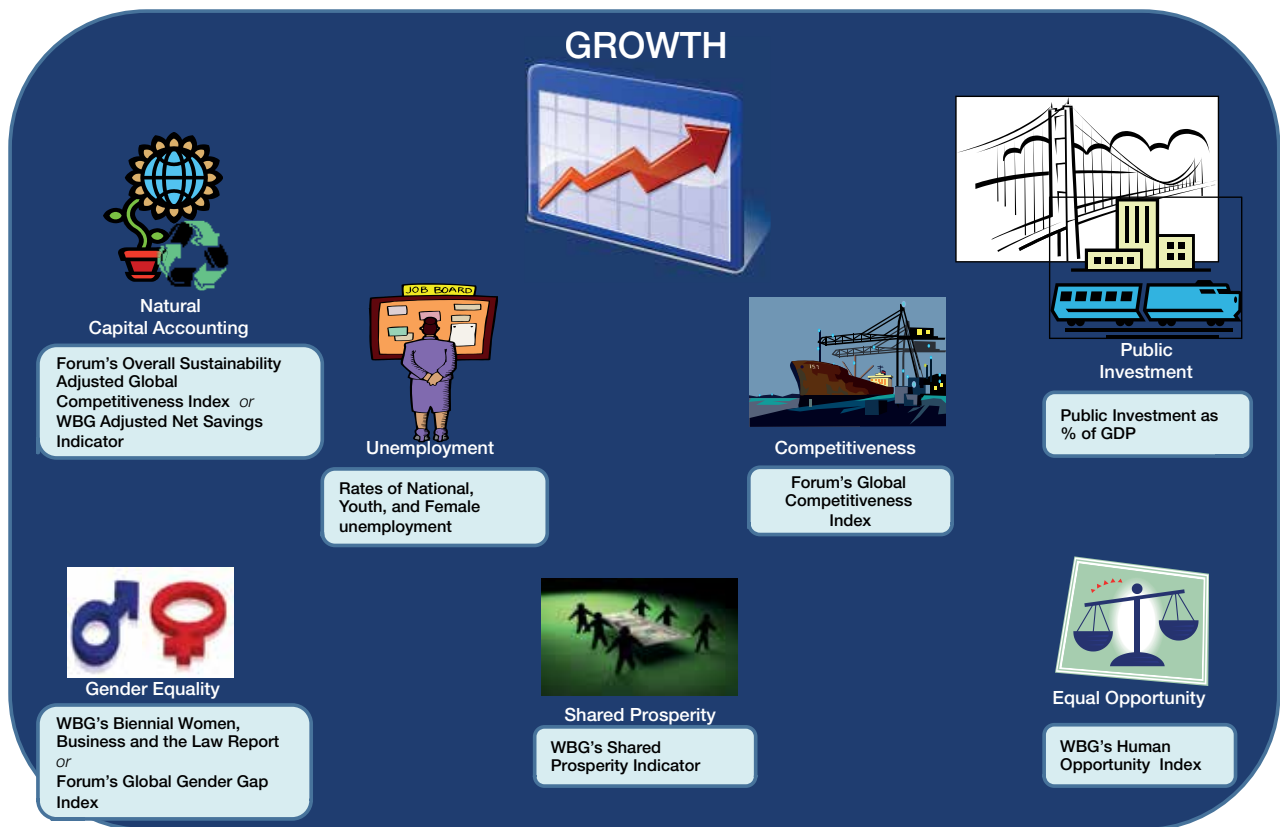 GROWTH
Natural
Capital Accounting
Forum's Overall Sustainability
Adjusted Global
Competitiveness Index or
WBG Adjusted Net Savings
Indicator
JOB BOARD
Unemployment
Rates of National,
Youth, and Female
unemployment
Competitiveness
Forum's Global
Competitiveness
Index
Public
Investment
Public Investment as
% of GDP
Gender Equality
WBG's Biennial Women,
Business and the Law Report
or
Forum's Global Gender Gap
Index
Shared Prosperity
WBG's Shared
Prosperity Indicator
Equal Opportunity
WBG's Human
Opportunity Index